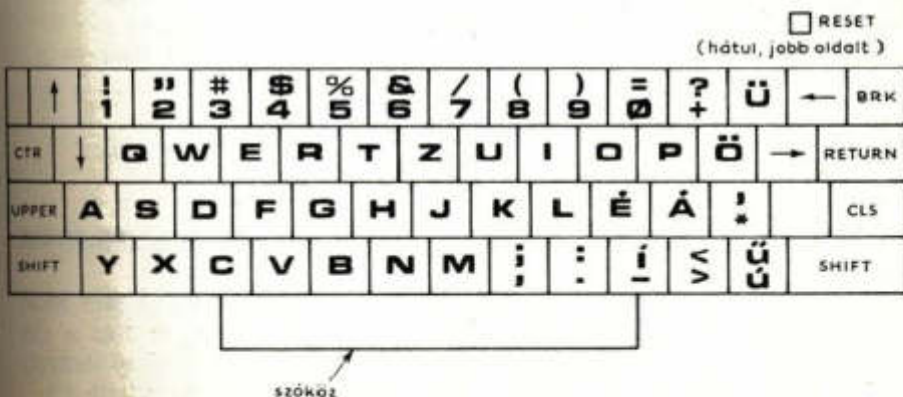 RESET
(hátul, jobb oldalt)
↑ ! " # $ % & / ( ) = ? Ü ← BRK
1 2 3 4 5 6 7 8 9 Ø +
CTR ↓ Q W E R T Z U I O P Ö → RETURN
UPPER A S D F G H J K L É Á ' CLS
*
SHIFT Y X C V B N M ; : í < ű SHIFT
, . – > ú
szóköz